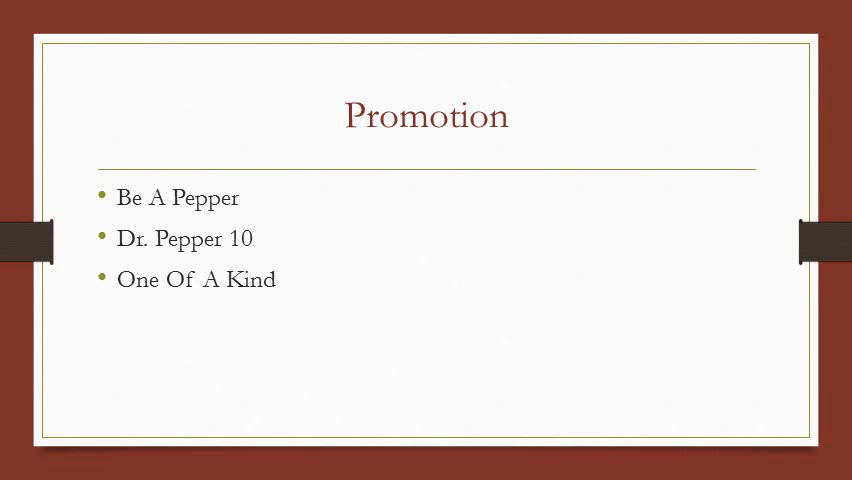 Promotion
• Be A Pepper
• Dr. Pepper 10
• One Of A Kind